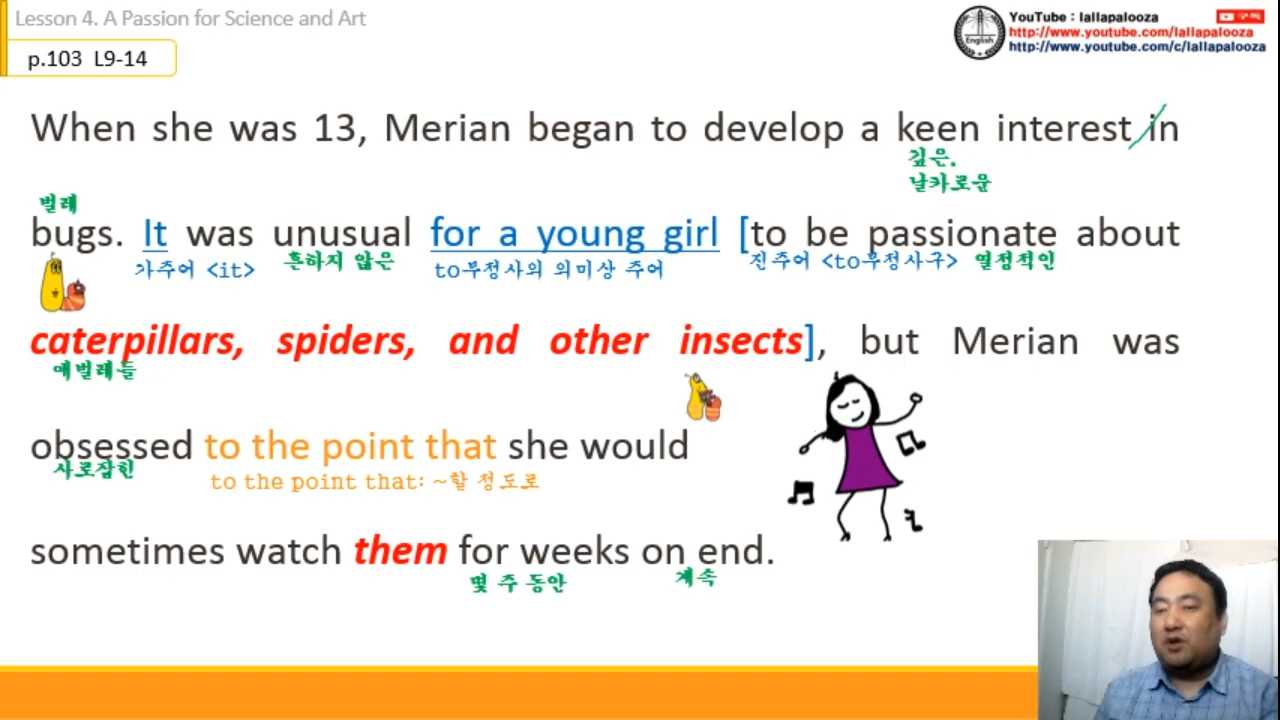 Lesson 4. A Passion for Science and Art
YouTube : lallapalooza
구독
http://www.youtube.com/lallapalooza
http://www.youtube.com/c/lallapalooza
English
p.103 L9-14
When she was 13, Merian began to develop a keen interest in
깊은.
날카로운
벌레
bugs. It was unusual for a young girl [to be passionate about
가주어 <it> 흔하지 않은 to부정사의 의미상 주어 진주어 <to부정사구> 열정적인
caterpillars, spiders, and other insects], but Merian was
애벌레들
obsessed to the point that she would
사로잡힌 to the point that: ~할 정도로
sometimes watch them for weeks on end.
몇 주 동안 계속